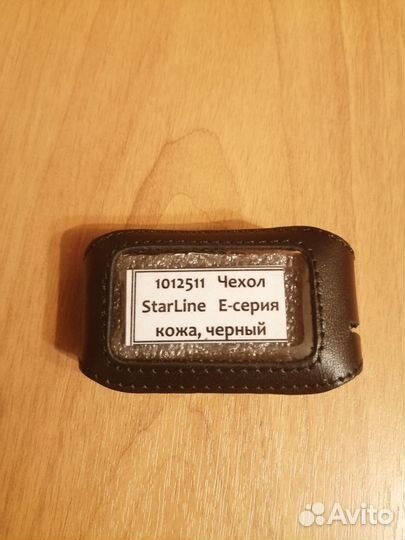 1012511 Чехол
StarLine E-серия
кожа, черный
Avito